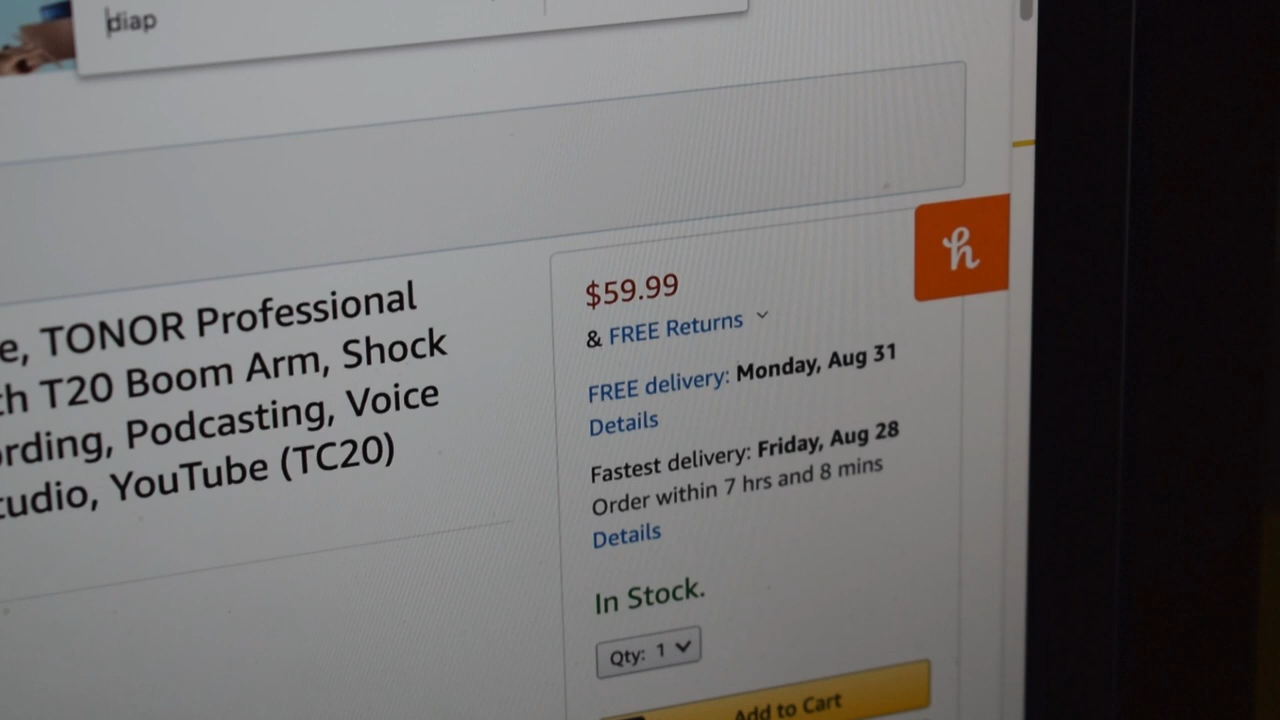 diap
e, TONOR Professional
th T20 Boom Arm, Shock
ording, Podcasting, Voice
tudio, YouTube (TC20)
h
$59.99
& FREE Returns
FREE delivery: Monday, Aug 31
Details
Fastest delivery: Friday, Aug 28
Order within 7 hrs and 8 mins
Details
In Stock.
Qty: 1
Add to Cart